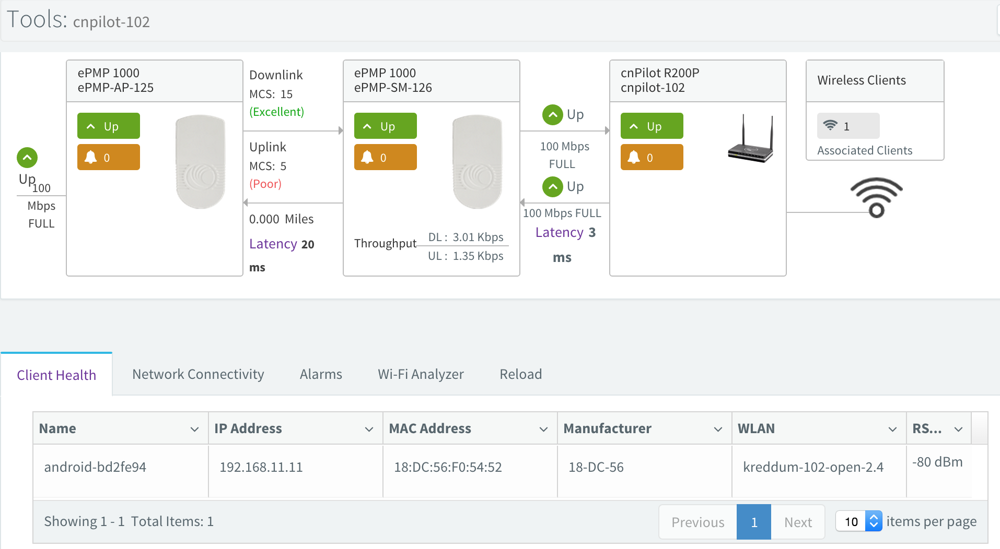 Tools: cnpilot-102
Up
100
Mbps
FULL
ePMP 1000
ePMP-AP-125
Up
0
Downlink
MCS: 15
(Excellent)
Uplink
MCS: 5
(Poor)
0.000 Miles
Latency 20
ms
ePMP 1000
ePMP-SM-126
Up
0
Throughput
DL : 3.01 Kbps
UL : 1.35 Kbps
Up
100 Mbps
FULL
Up
100 Mbps FULL
Latency 3
ms
cnPilot R200P
cnpilot-102
Up
0
Wireless Clients
1
Associated Clients
Client Health Network Connectivity Alarms Wi-Fi Analyzer Reload
Name IP Address MAC Address Manufacturer WLAN RS...
android-bd2fe94 192.168.11.11 18:DC:56:F0:54:52 18-DC-56 kreddum-102-open-2.4 -80 dBm
Showing 1 - 1 Total Items: 1 Previous 1 Next 10 items per page